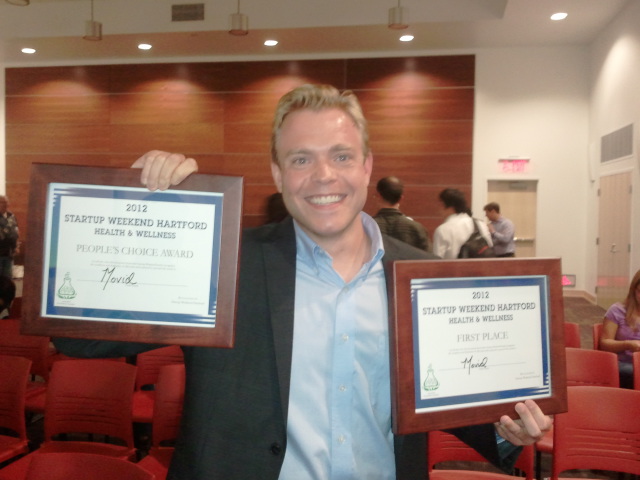 2012
STARTUP WEEKEND HARTFORD
HEALTH & WELLNESS
PEOPLE'S CHOICE AWARD
Movid
2012
STARTUP WEEKEND HARTFORD
HEALTH & WELLNESS
FIRST PLACE
Movid